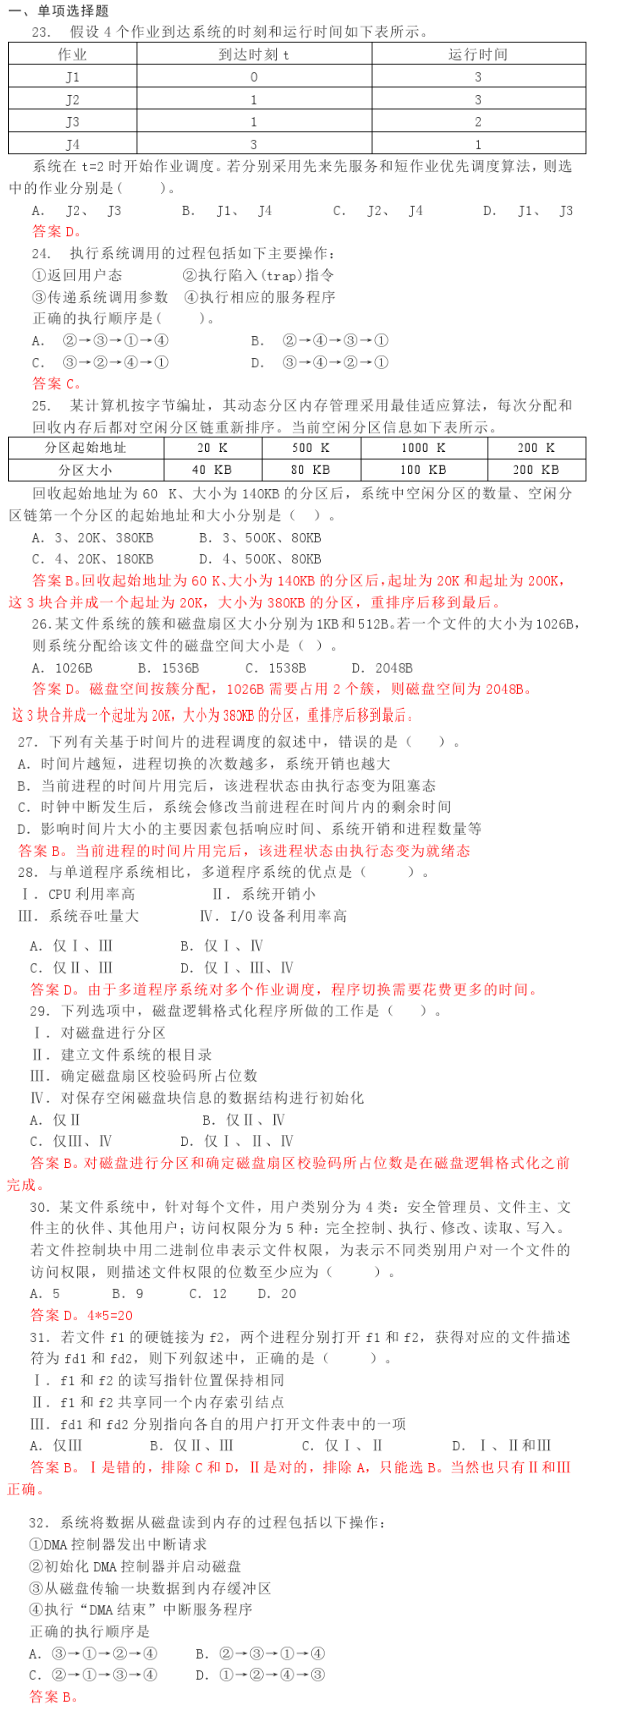 一、单项选择题
23. 假设 4 个作业到达系统的时刻和运行时间如下表所示。
作业 到达时刻 t 运行时间
J1 0 3
J2 1 3
J3 1 2
J4 3 1
系统在 t=2 时开始作业调度。若分别采用先来先服务和短作业优先调度算法,则选
中的作业分别是( )。
A. J2、 J3 B. J1、 J4 C. J2、 J4 D. J1、 J3
答案 D。
24. 执行系统调用的过程包括如下主要操作:
①返回用户态 ②执行陷入(trap)指令
③传递系统调用参数 ④执行相应的服务程序
正确的执行顺序是( )。
A. ②→③→①→④ B. ②→④→③→①
C. ③→②→④→① D. ③→④→②→①
答案 C。
25. 某计算机按字节编址,其动态分区内存管理采用最佳适应算法,每次分配和
回收内存后都对空闲分区链重新排序。当前空闲分区信息如下表所示。
分区起始地址 20 K 500 K 1000 K 200 K
分区大小 40 KB 80 KB 100 KB 200 KB
回收起始地址为 60 K、大小为 140KB 的分区后,系统中空闲分区的数量、空闲分
区链第一个分区的起始地址和大小分别是( )。
A. 3、20K、380KB B. 3、500K、80KB
C. 4、20K、180KB D. 4、500K、80KB
答案 B。回收起始地址为 60 K、大小为 140KB 的分区后,起址为 20K 和起址为 200K,
这 3 块合并成一个起址为 20K,大小为 380KB 的分区,重排序后移到最后。
26.某文件系统的簇和磁盘扇区大小分别为 1KB 和 512B。若一个文件的大小为 1026B,
则系统分配给该文件的磁盘空间大小是( )。
A. 1026B B. 1536B C. 1538B D. 2048B
答案 D。磁盘空间按簇分配,1026B 需要占用 2 个簇,则磁盘空间为 2048B。
这 3 块合并成一个起址为 20K,大小为 380KB 的分区,重排序后移到最后。
27. 下列有关基于时间片的进程调度的叙述中,错误的是( )。
A. 时间片越短,进程切换的次数越多,系统开销也越大
B. 当前进程的时间片用完后,该进程状态由执行态变为阻塞态
C. 时钟中断发生后,系统会修改当前进程在时间片内的剩余时间
D. 影响时间片大小的主要因素包括响应时间、系统开销和进程数量等
答案 B。当前进程的时间片用完后,该进程状态由执行态变为就绪态
28. 与单道程序系统相比,多道程序系统的优点是( )。
Ⅰ. CPU 利用率高 Ⅱ. 系统开销小
Ⅲ. 系统吞吐量大 Ⅳ. I/O 设备利用率高
A. 仅Ⅰ、Ⅲ B. 仅Ⅰ、Ⅳ
C. 仅Ⅱ、Ⅲ D. 仅Ⅰ、Ⅲ、Ⅳ
答案 D。由于多道程序系统对多个作业调度,程序切换需要花费更多的时间。
29. 下列选项中,磁盘逻辑格式化程序所做的工作是( )。
Ⅰ. 对磁盘进行分区
Ⅱ. 建立文件系统的根目录
Ⅲ. 确定磁盘扇区校验码所占位数
Ⅳ. 对保存空闲磁盘块信息的数据结构进行初始化
A. 仅Ⅱ B. 仅Ⅱ、Ⅳ
C. 仅Ⅲ、Ⅳ D. 仅Ⅰ、Ⅱ、Ⅳ
答案 B。对磁盘进行分区和确定磁盘扇区校验码所占位数是在磁盘逻辑格式化之前
完成。
30. 某文件系统中,针对每个文件,用户类别分为 4 类:安全管理员、文件主、文
件主的伙伴、其他用户;访问权限分为 5 种:完全控制、执行、修改、读取、写入。
若文件控制块中用二进制位串表示文件权限,为表示不同类别用户对一个文件的
访问权限,则描述文件权限的位数至少应为( )。
A. 5 B. 9 C. 12 D. 20
答案 D。4*5=20
31. 若文件 f1 的硬链接为 f2,两个进程分别打开 f1 和 f2,获得对应的文件描述
符为 fd1 和 fd2,则下列叙述中,正确的是( )。
Ⅰ. f1 和 f2 的读写指针位置保持相同
Ⅱ. f1 和 f2 共享同一个内存索引结点
Ⅲ. fd1 和 fd2 分别指向各自的用户打开文件表中的一项
A. 仅Ⅲ B. 仅Ⅱ、Ⅲ C. 仅Ⅰ、Ⅱ D. Ⅰ、Ⅱ和Ⅲ
答案 B。Ⅰ是错的,排除 C 和 D,Ⅱ是对的,排除 A,只能选 B。当然也只有Ⅱ和Ⅲ
正确。
32. 系统将数据从磁盘读到内存的过程包括以下操作:
①DMA 控制器发出中断请求
②初始化 DMA 控制器并启动磁盘
③从磁盘传输一块数据到内存缓冲区
④执行“DMA 结束”中断服务程序
正确的执行顺序是
A. ③→①→②→④ B. ②→③→①→④
C. ②→①→③→④ D. ①→②→④→③
答案 B。